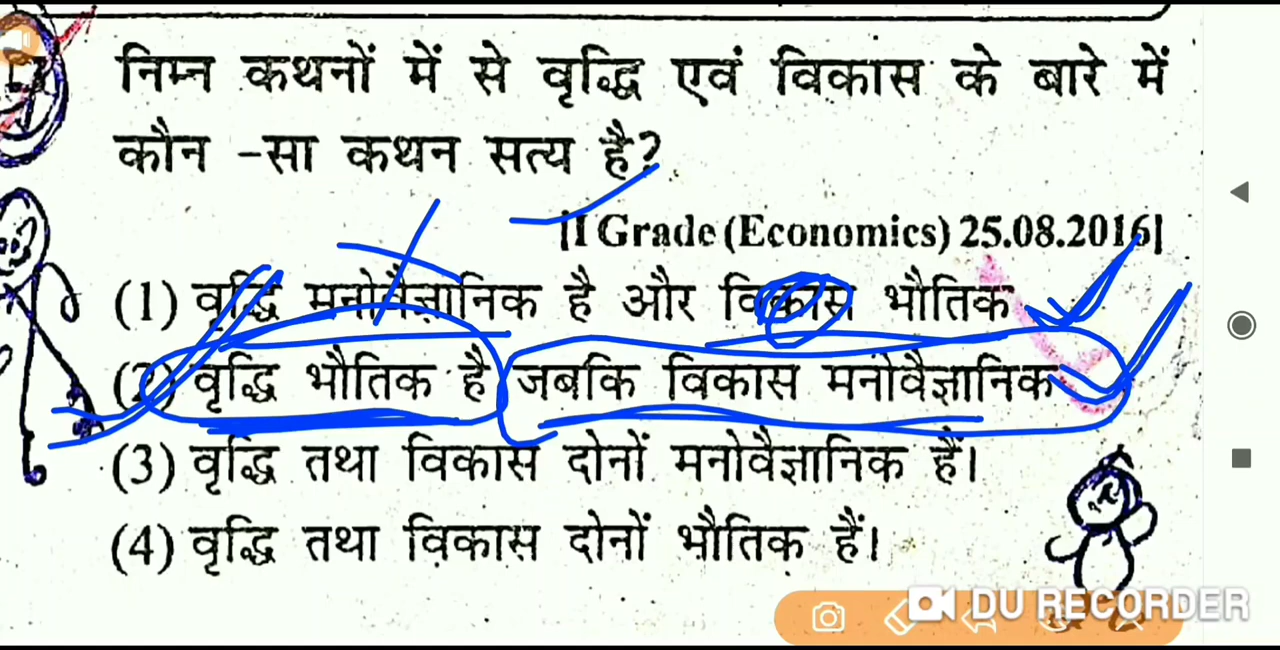 निम्न कथनों में से वृद्धि एवं विकास के बारे में
कौन -सा कथन सत्य है?
[I Grade (Economics) 25.08.2016]
(1) वृद्धि मनोवैज्ञानिक है और विकास भौतिक
(2) वृद्धि भौतिक है जबकि विकास मनोवैज्ञानिक
(3) वृद्धि तथा विकास दोनों मनोवैज्ञानिक हैं।
(4) वृद्धि तथा विकास दोनों भौतिक हैं।
DU RECORDER